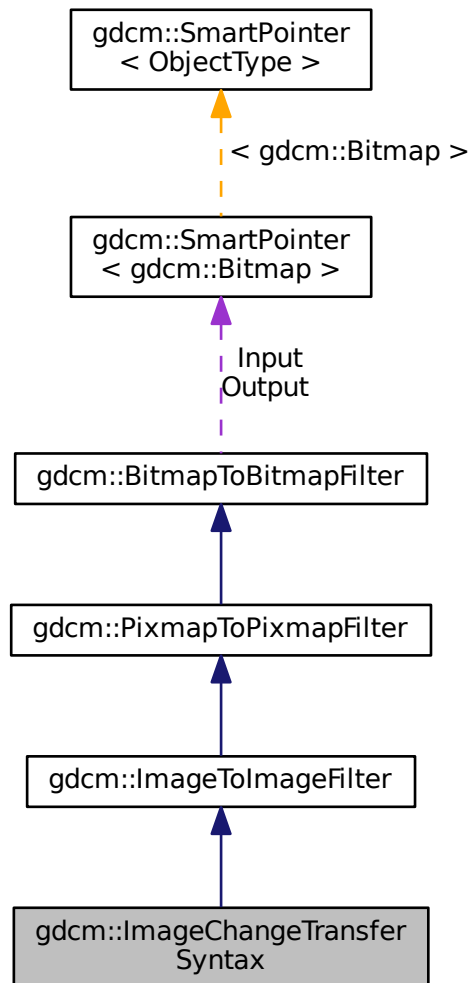 gdcm::SmartPointer
< ObjectType >
< gdcm::Bitmap >
gdcm::SmartPointer
< gdcm::Bitmap >
Input
Output
gdcm::BitmapToBitmapFilter
gdcm::PixmapToPixmapFilter
gdcm::ImageToImageFilter
gdcm::ImageChangeTransfer
Syntax